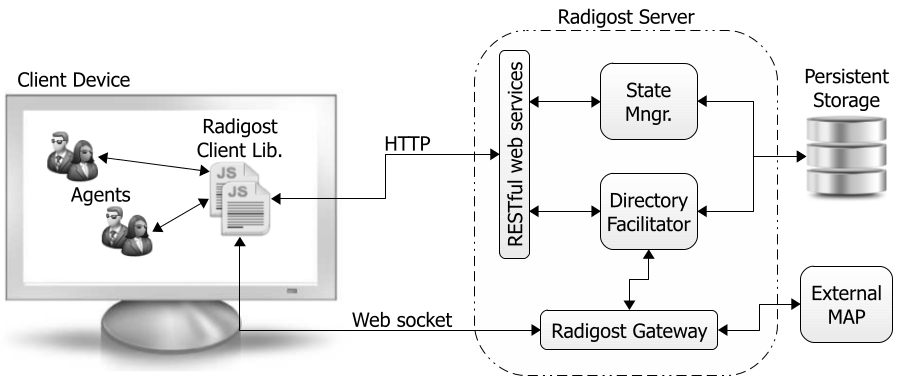 Radigost Server
Client Device
Persistent
Storage
RESTful web services
State
Mngr.
Radigost
Client Lib.
HTTP
JS
JS
Agents
Directory
Facilitator
External
MAP
Web socket
Radigost Gateway